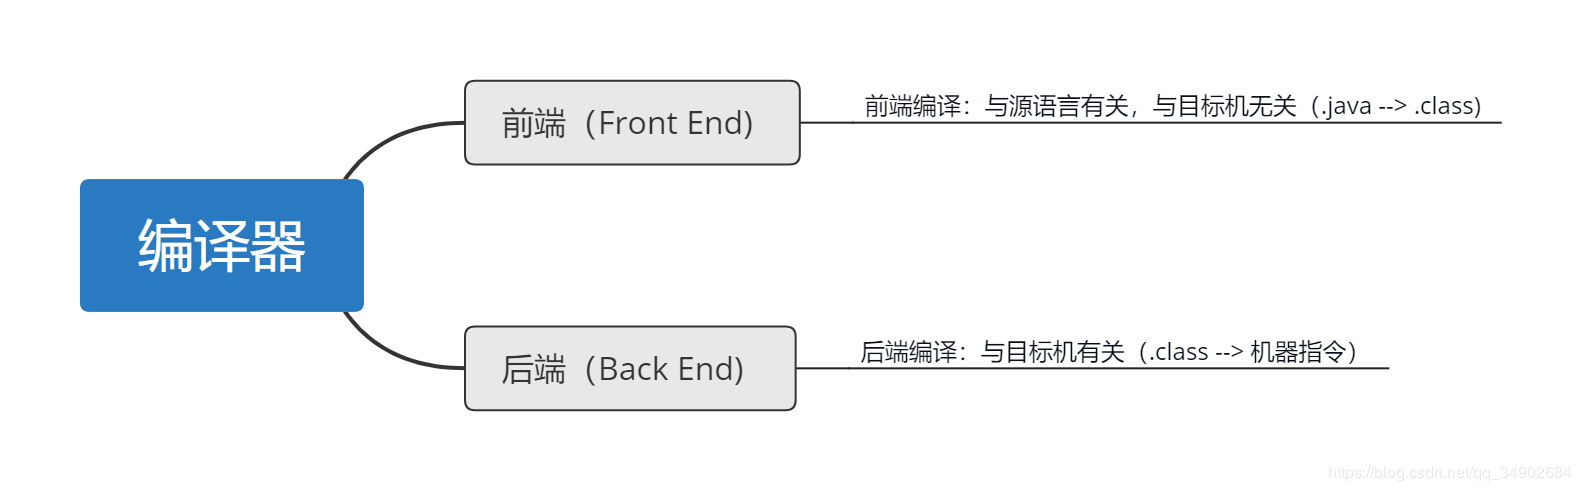 编译器
前端（Front End)
前端编译：与源语言有关，与目标机无关（.java --> .class)
后端（Back End)
后端编译：与目标机有关（.class --> 机器指令）
https://blog.csdn.net/qq_34902684